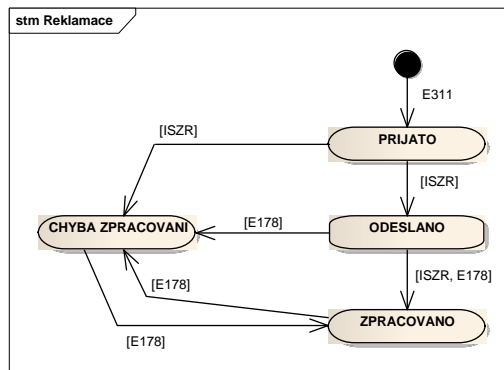 stm Reklamace
E311
PRIJATO
[ISZR]
[ISZR]
CHYBA ZPRACOVANI
[E178]
ODESLANO
[ISZR, E178]
[E178]
ZPRACOVANO
[E178]